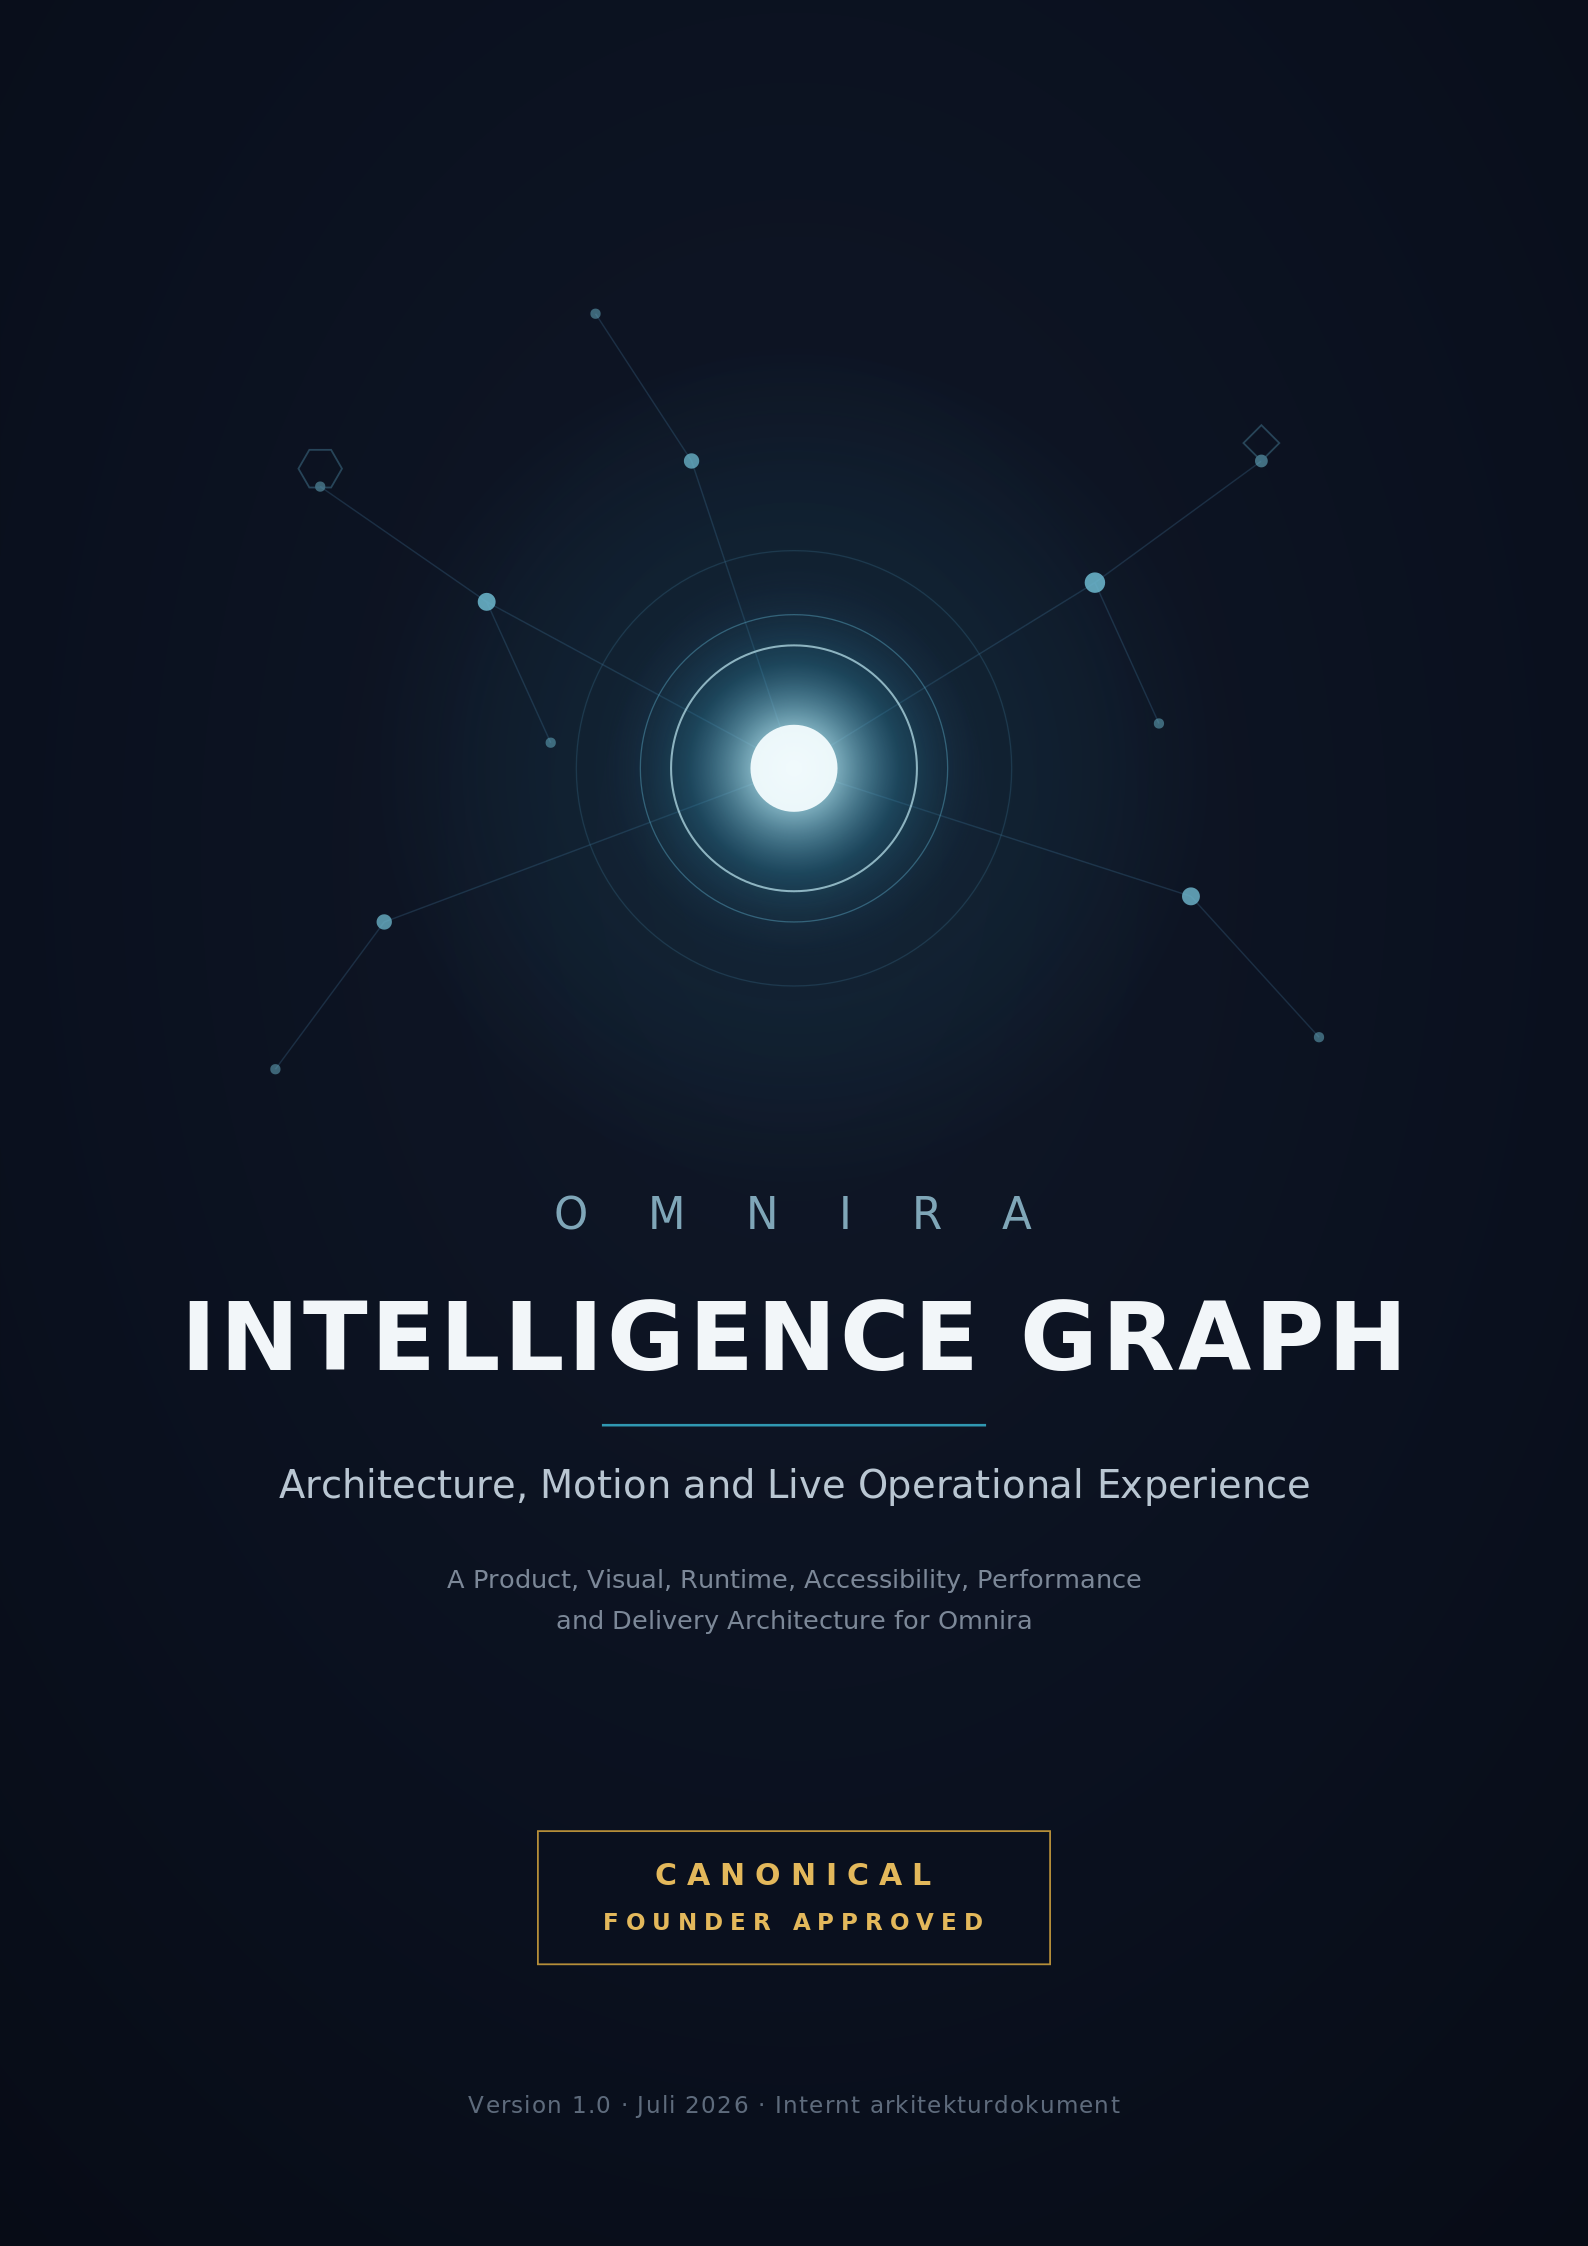 OMNIRA
INTELLIGENCE GRAPH
Architecture, Motion and Live Operational Experience
A Product, Visual, Runtime, Accessibility, Performance
and Delivery Architecture for Omnira
CANONICAL
FOUNDER APPROVED
Version 1.0 · Juli 2026 · Internt arkitekturdokument